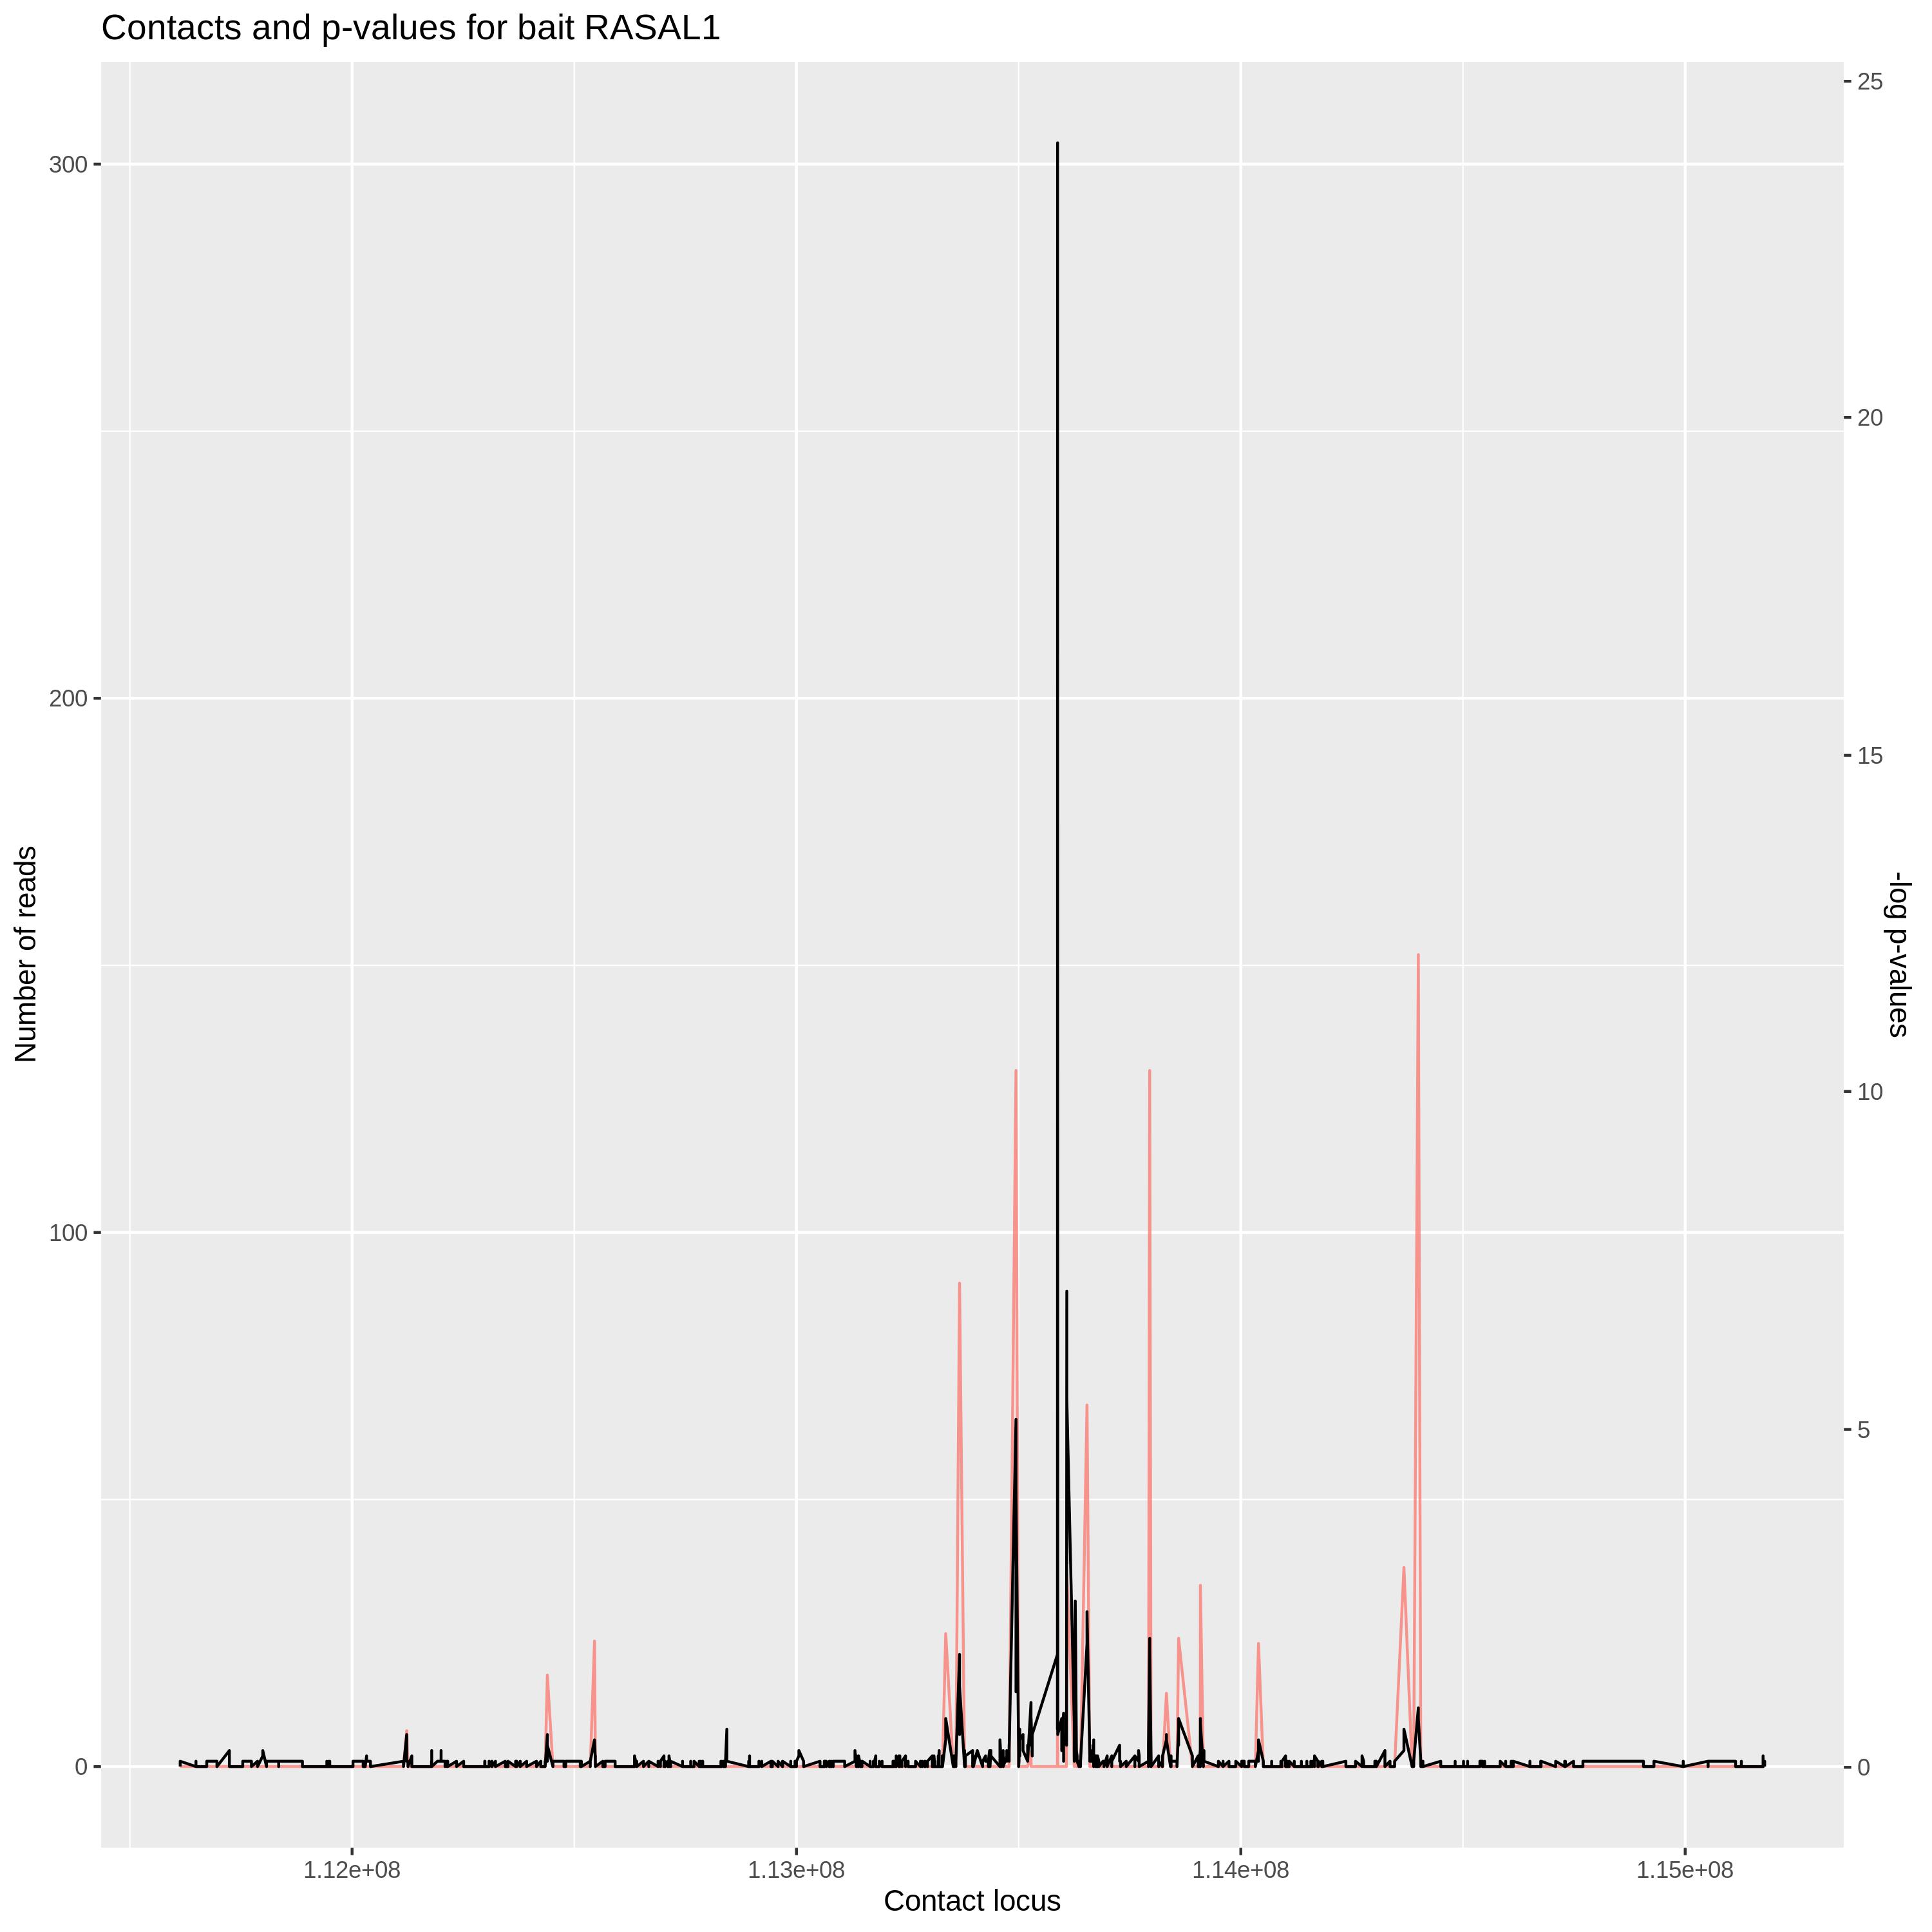 Contacts and p-values for bait RASAL1
300
200
100
0
Number of reads
25
20
15
10
5
0
-log p-values
1.12e+08
1.13e+08
1.14e+08
1.15e+08
Contact locus